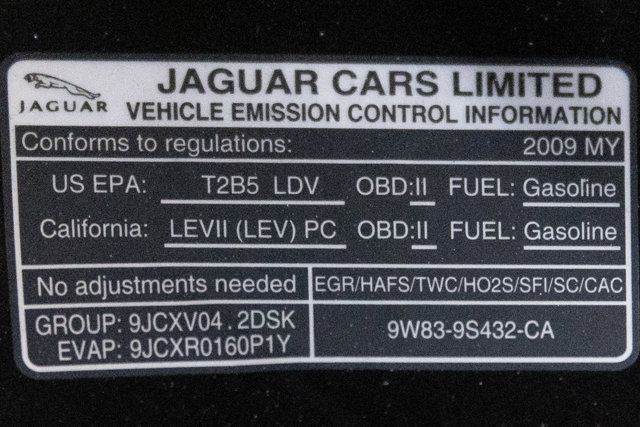 JAGUAR
JAGUAR CARS LIMITED
VEHICLE EMISSION CONTROL INFORMATION
Conforms to regulations: 2009 MY
US EPA: T2B5 LDV OBD:II FUEL: Gasoline
California: LEVII (LEV) PC OBD:II FUEL: Gasoline
No adjustments needed EGR/HAFS/TWC/HO2S/SFI/SC/CAC
GROUP: 9JCXV04.2DSK
EVAP: 9JCXR0160P1Y
9W83-9S432-CA